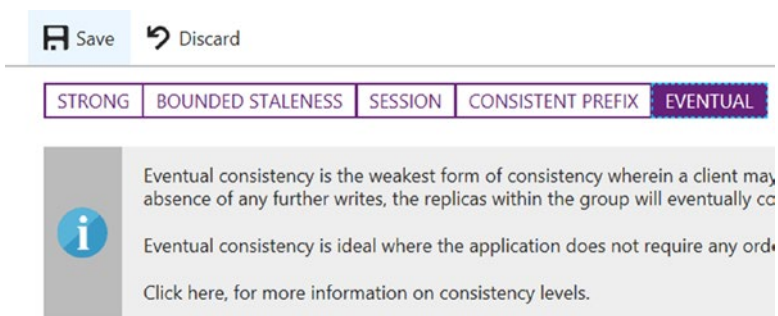 Save Discard
STRONG BOUNDED STALENESS SESSION CONSISTENT PREFIX EVENTUAL
Eventual consistency is the weakest form of consistency wherein a client may
absence of any further writes, the replicas within the group will eventually
Eventual consistency is ideal where the application does not require any
Click here, for more information on consistency levels.